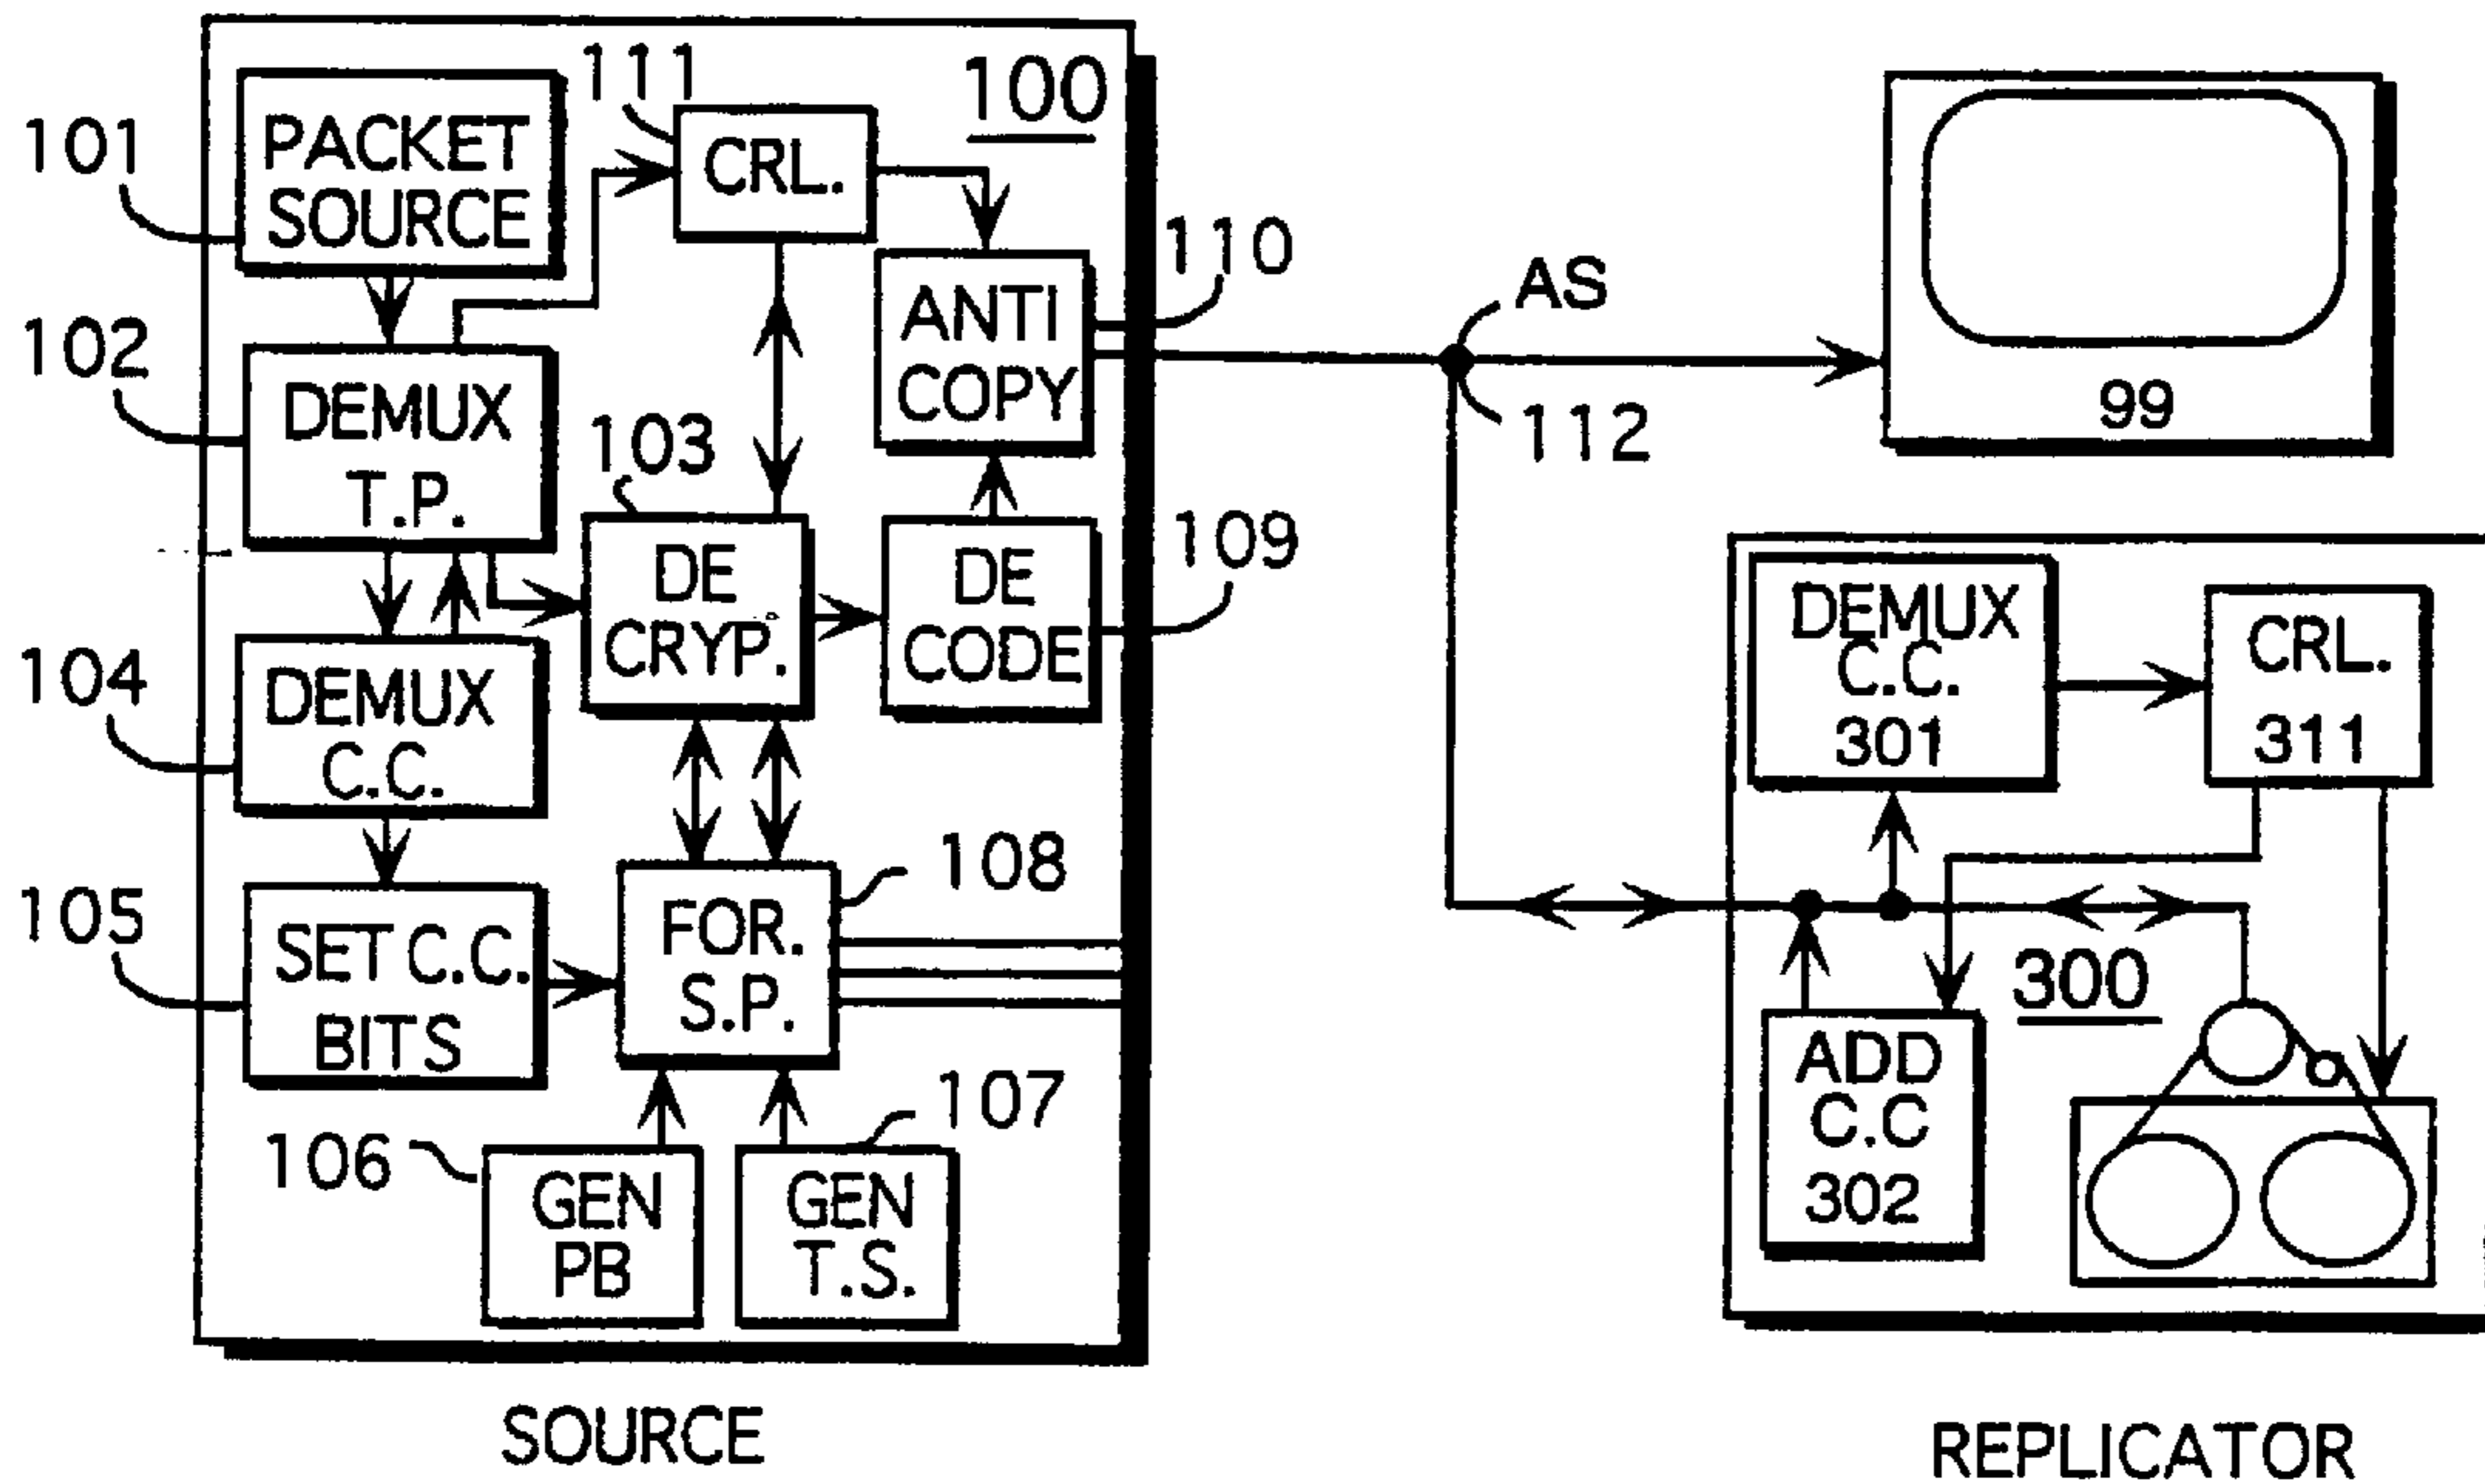 111
100
101
PACKET
SOURCE
CRL.
110
AS
102
DEMUX
T.P.
ANTI
COPY
99
112
103
109
DE
CRYP.
DE
CODE
DEMUX
C.C.
301
CRL.
311
104
DEMUX
C.C.
108
105
SET C.C.
BITS
FOR.
S.P.
300
ADD
C.C
302
107
106
GEN
PB
GEN
T.S.
SOURCE
REPLICATOR